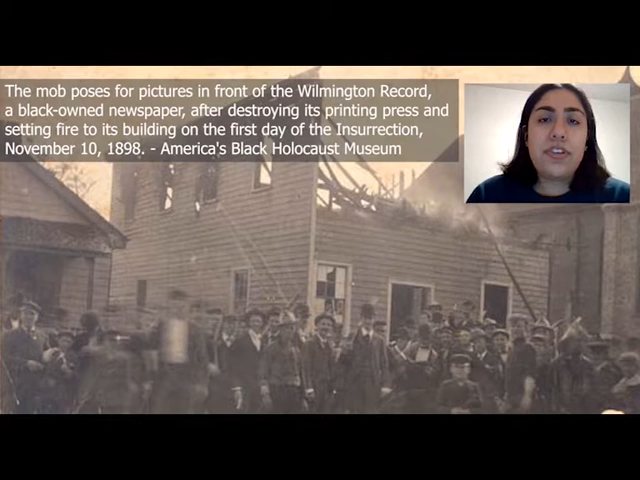 The mob poses for pictures in front of the Wilmington Record,
a black-owned newspaper, after destroying its printing press and
setting fire to its building on the first day of the Insurrection,
November 10, 1898. - America's Black Holocaust Museum